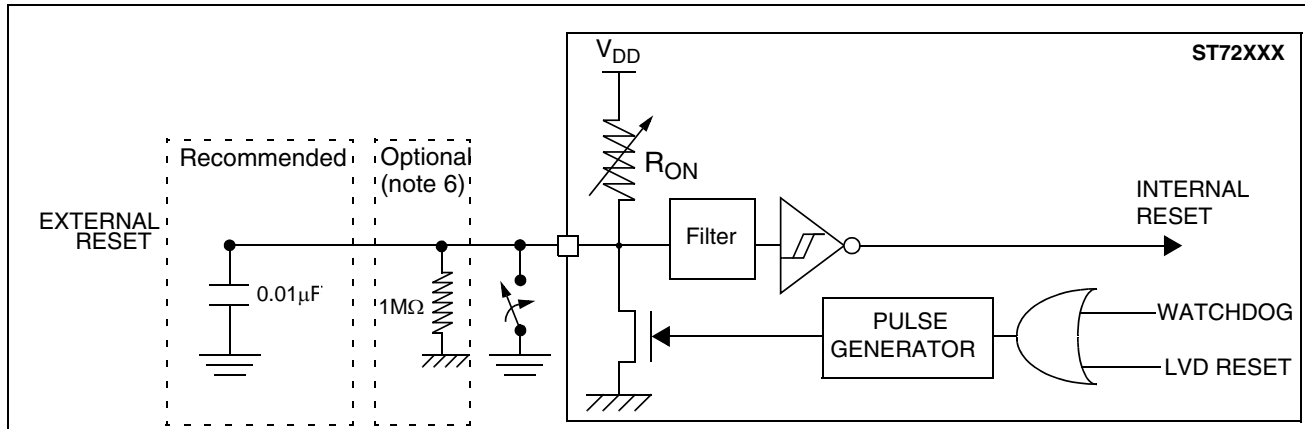 V_DD
ST72XXX
Recommended
Optional
(note 6)
R_ON
EXTERNAL
RESET
INTERNAL
RESET
Filter
0.01µF
1MΩ
PULSE
GENERATOR
WATCHDOG
LVD RESET